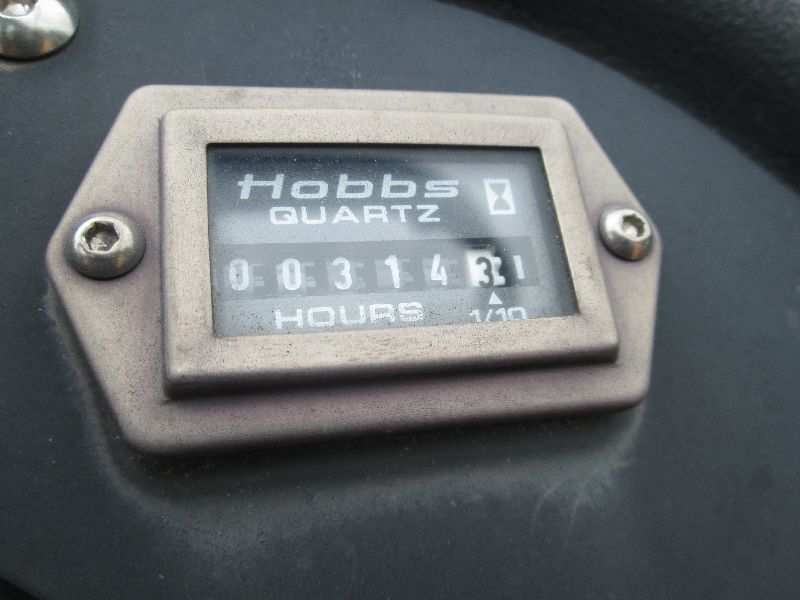 Hobbs
QUARTZ
0 0 3 1 4 3
HOURS 1/10